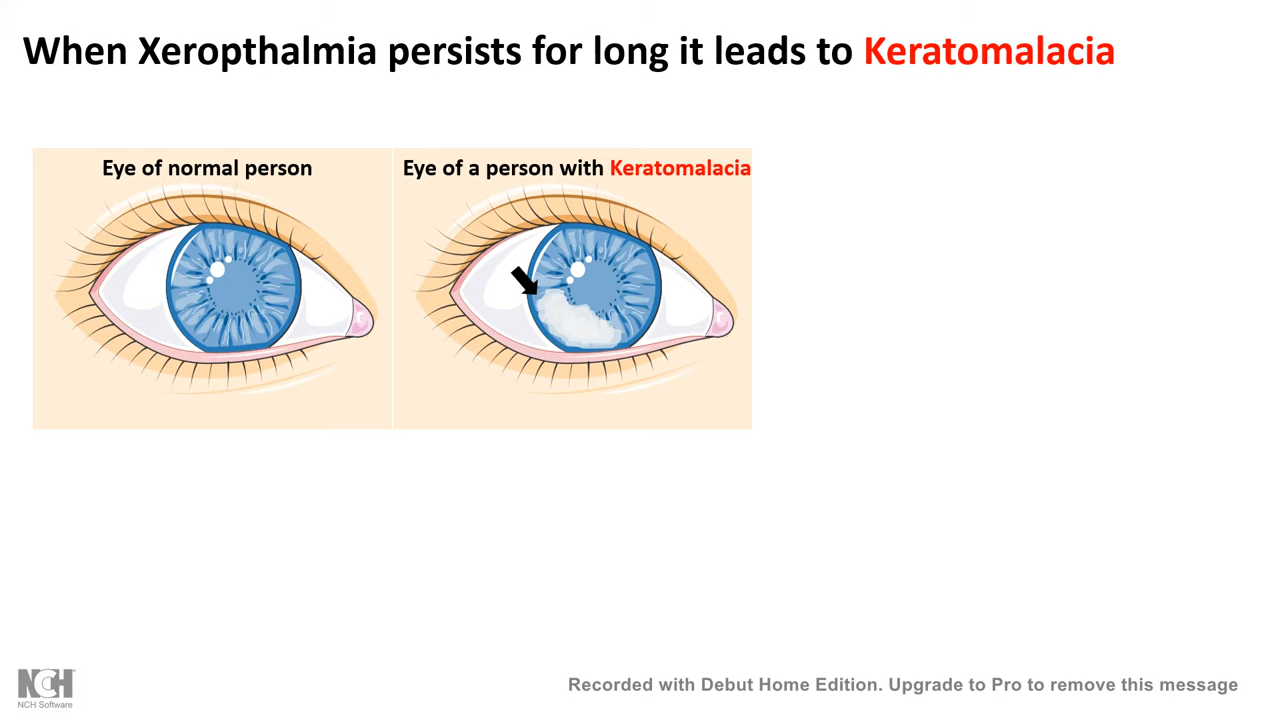 When Xeropthalmia persists for long it leads to Keratomalacia
Eye of normal person
Eye of a person with Keratomalacia
NCH
NCH Software
Recorded with Debut Home Edition. Upgrade to Pro to remove this message